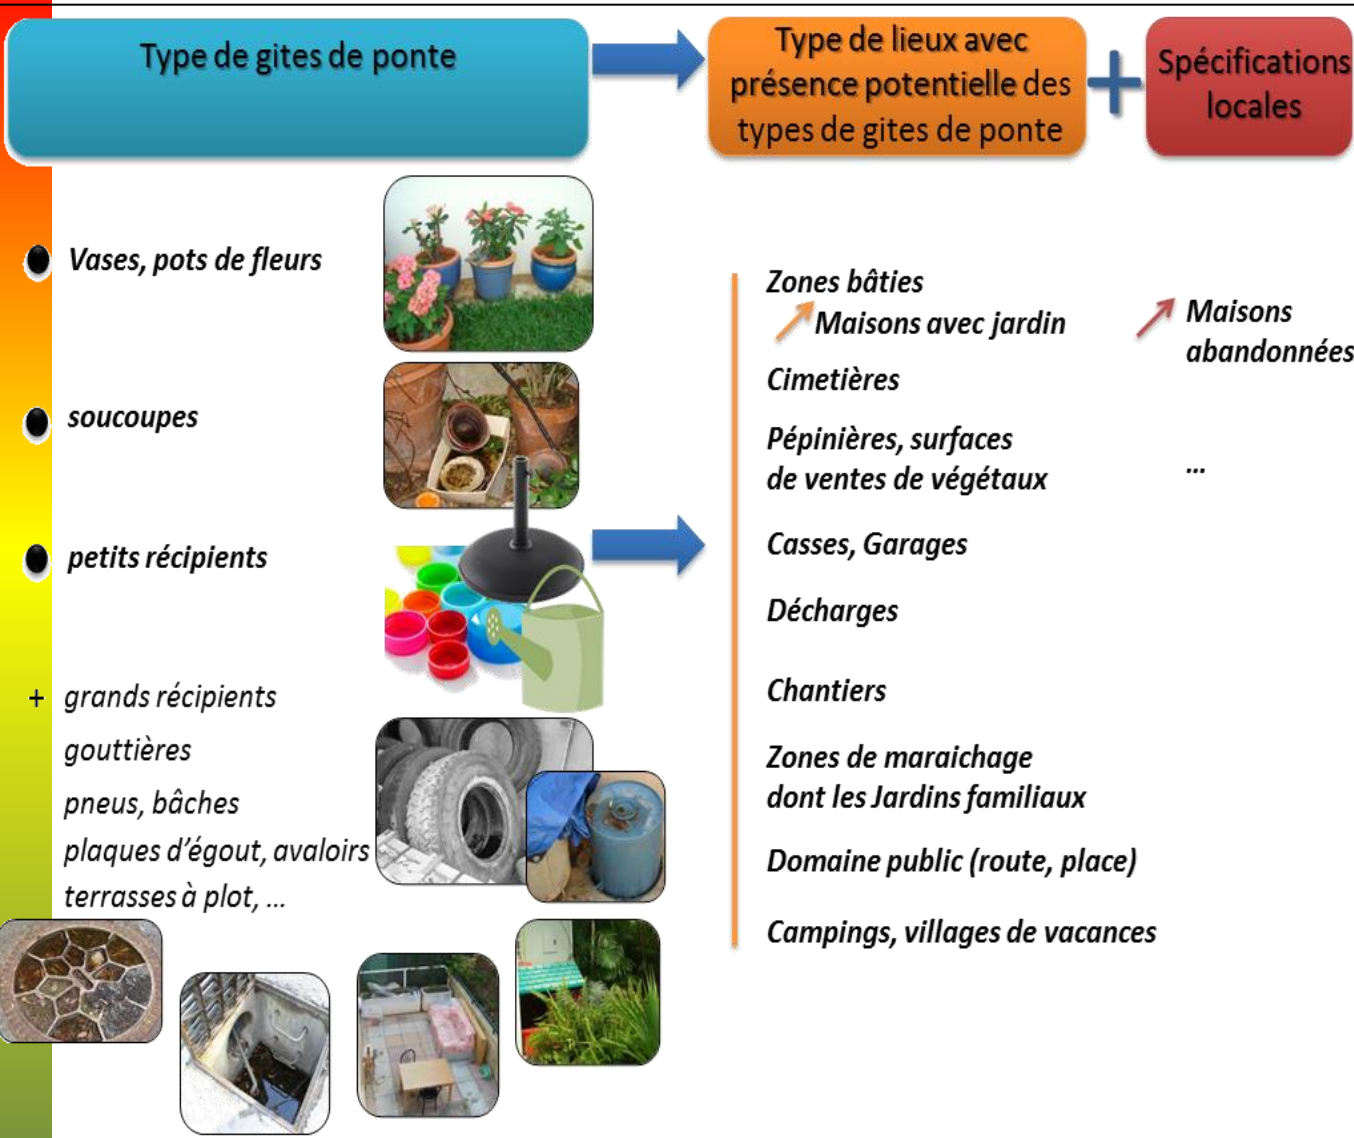 Type de gites de ponte
Type de lieux avec
présence potentielle des
types de gites de ponte
+
Spécifications
locales
Vases, pots de fleurs
soucoupes
petits récipients
+ grands récipients
gouttières
pneus, bâches
plaques d'égout, avaloirs
terrasses à plot, ...
Zones bâties
Maisons avec jardin
Cimetières
Pépinières, surfaces
de ventes de végétaux
Casses, Garages
Décharges
Chantiers
Zones de maraichage
dont les Jardins familiaux
Domaine public (route, place)
Campings, villages de vacances
Maisons
abandonnées
...